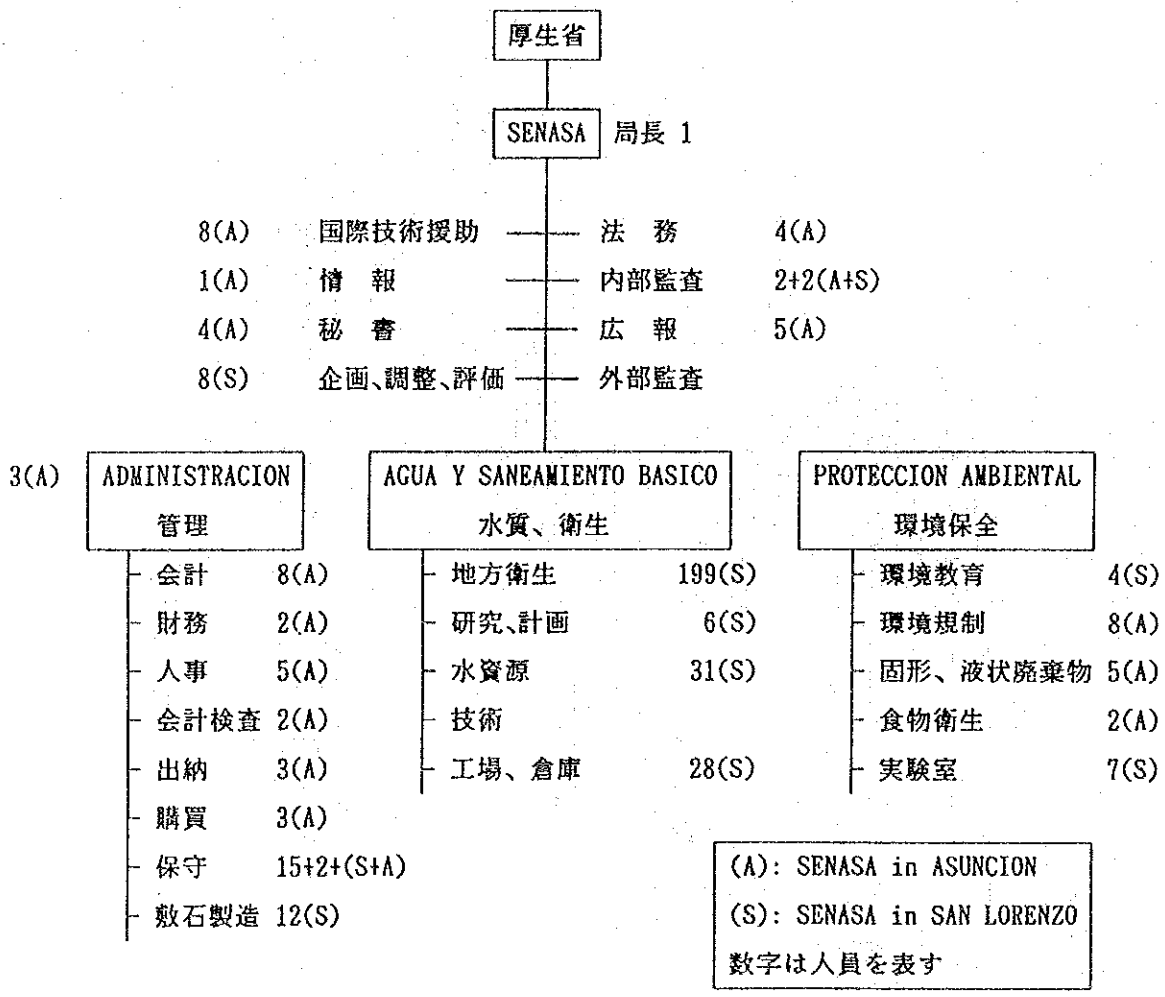 厚生省
SENASA 局長 1
8(A) 国際技術援助 法 務 4(A)
1(A)情 報 内部監査 2+2(A+S)
4(A) 秘 書 広 報 5(A)
8(S) 企画、調整、評価 外部監査
3(A) ADMINISTRACION AGUA Y SANEAMIENTO BASICO PROTECCION AMBIENTAL
管理 水質、衛生 環境保全
会計 8(A) 地方衛生 199(S) 環境教育 4(S)
財務 2(A) 研究、計画 6(S) 環境規制 8(A)
人事 5(A) 水資源 31(S) 固形、液状廃棄物 5(A)
会計検査 2(A) 技術 食物衛生 2(A)
出納 3(A) 工場、倉庫 28(S) 実験室 7(S)
購買 3(A)
保守 15+2+(S+A)
敷石製造 12(S)
(A): SENASA in ASUNCION
(S): SENASA in SAN LORENZO
数字は人員を表す